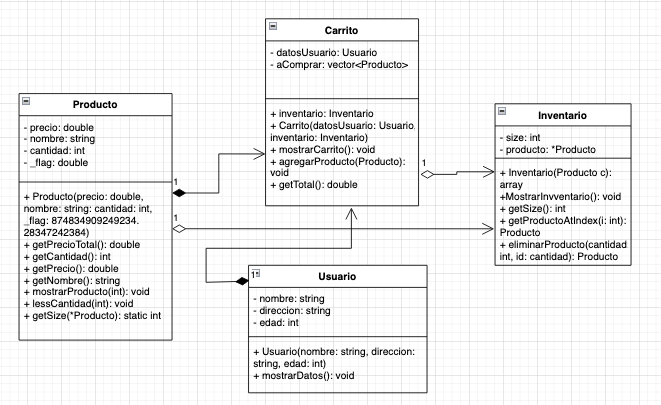 Carrito
- datosUsuario: Usuario
- aComprar: vector<Producto>
+ inventario: Inventario
+ Carrito(datosUsuario: Usuario,
inventario: Inventario)
+ mostrarCarrito(): void
+ agregarProducto(Producto):
void
+ getTotal(): double
Producto
- precio: double
- nombre: string
- cantidad: int
- _flag: double
+ Producto(precio: double,
nombre: string: cantidad: int,
_flag: 874834909249234.
28347242384)
+ getPrecioTotal(): double
+ getCantidad(): int
+ getPrecio(): double
+ getNombre(): string
+ mostrarProducto(int): void
+ lessCantidad(int): void
+ getSize(*Producto): static int
1
1
1
Inventario
- size: int
- producto: *Producto
+ Inventario(Producto c):
array
+MostrarInvventario(): void
+ getSize(): int
+ getProductoAtIndex(i: int):
Producto
+ eliminarProducto(cantidad
int, id: cantidad): Producto
1
Usuario
- nombre: string
- direccion: string
- edad: int
+ Usuario(nombre: string, direccion:
string, edad: int)
+ mostrarDatos(): void